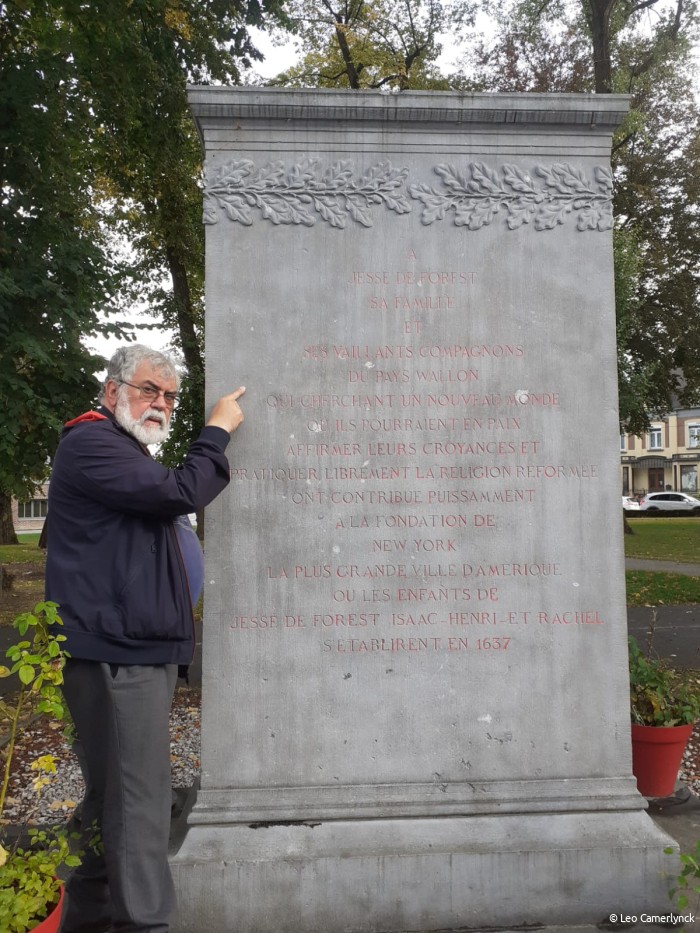 A
JESSE DE FOREST
SA FAMILLE
ET
SES VAILLANTS COMPAGNONS
DU PAYS WALLON
QUI CHERCHANT UN NOUVEAU MONDE
OU ILS POURRAIENT EN PAIX
AFFIRMER LEURS CROYANCES ET
PRATIQUER LIBREMENT LA RELIGION REFORMEE
ONT CONTRIBUE PUISSAMMENT
A LA FONDATION DE
NEW YORK
LA PLUS GRANDE VILLE D'AMERIQUE
OU LES ENFANTS DE
JESSE DE FOREST ISAAC-HENRI-ET RACHEL
S'ETABLIRENT EN 1637
© Leo Camerlynck